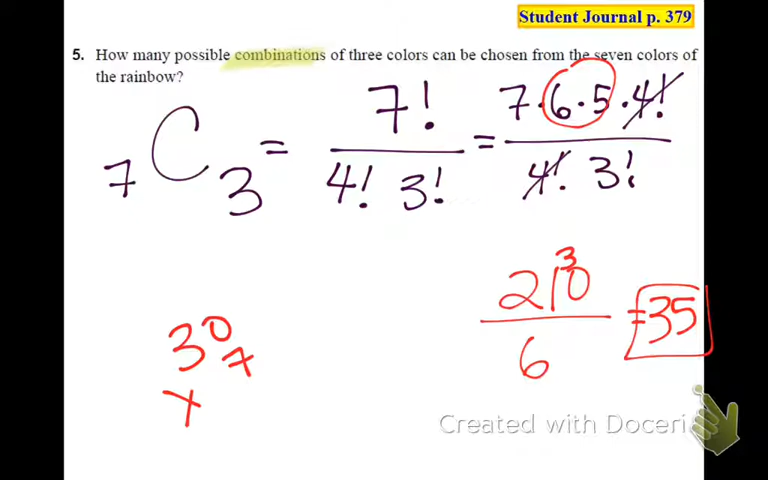 Student Journal p. 379
5. How many possible combinations of three colors can be chosen from the seven colors of
the rainbow?
7C3 = 7! / 4! 3! = 7·6·5·4! / 4! 3!
210 / 6 = 35
3
30
7
x
Created with Doceri